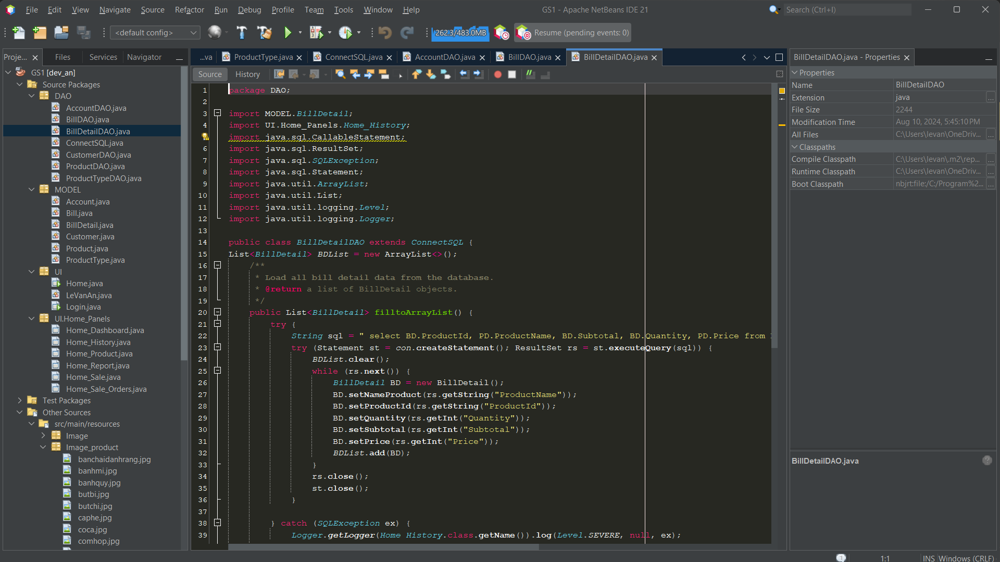 File Edit View Navigate Source Refactor Run Debug Profile Team Tools Window Help
GS1 - Apache NetBeans IDE 21
Search (Ctrl+I)
<default config>
262.3/483.0MB
Resume (pending events: 0)
Proje... Files Services Navigator
GS1 [dev_an]
Source Packages
DAO
AccountDAO.java
BillDAO.java
BillDetailDAO.java
ConnectSQL.java
CustomerDAO.java
ProductDAO.java
ProductTypeDAO.java
MODEL
Account.java
Bill.java
BillDetail.java
Customer.java
Product.java
ProductType.java
UI
Home.java
LeVanAn.java
Login.java
UI.Home_Panels
Home_Dashboard.java
Home_History.java
Home_Product.java
Home_Report.java
Home_Sale.java
Home_Sale_Orders.java
Test Packages
Other Sources
src/main/resources
Image
Image_product
banchaidanhrang.jpg
banhmi.jpg
banhquy.jpg
butbi.jpg
butchi.jpg
caphe.jpg
coca.jpg
comhop.jpg
...va ProductType.java ConnectSQL.java AccountDAO.java BillDAO.java BillDetailDAO.java
Source History
1 package DAO;
2
3 import MODEL.BillDetail;
4 import UI.Home_Panels.Home_History;
import java.sql.CallableStatement;
6 import java.sql.ResultSet;
7 import java.sql.SQLException;
8 import java.sql.Statement;
9 import java.util.ArrayList;
10 import java.util.List;
11 import java.util.logging.Level;
12 import java.util.logging.Logger;
13
14 public class BillDetailDAO extends ConnectSQL {
15 List<BillDetail> BDList = new ArrayList<>();
16 /**
17 * Load all bill detail data from the database.
18 * @return a list of BillDetail objects.
19 */
20 public List<BillDetail> filltoArrayList() {
21 try {
22 String sql = " select BD.ProductId, PD.ProductName, BD.Subtotal, BD.Quantity, PD.Price from
23 try (Statement st = con.createStatement(); ResultSet rs = st.executeQuery(sql)) {
24 BDList.clear();
25 while (rs.next()) {
26 BillDetail BD = new BillDetail();
27 BD.setNameProduct(rs.getString("ProductName"));
28 BD.setProductId(rs.getString("ProductId"));
29 BD.setQuantity(rs.getInt("Quantity"));
30 BD.setSubtotal(rs.getInt("Subtotal"));
31 BD.setPrice(rs.getInt("Price"));
32 BDList.add(BD);
33 }
34 rs.close();
35 st.close();
36 }
37
38 } catch (SQLException ex) {
39 Logger.getLogger(Home_History.class.getName()).log(Level.SEVERE, null, ex);
BillDetailDAO.java - Properties
Properties
Name BillDetailDAO
Extension java ...
File Size 2244
Modification Time Aug 10, 2024, 5:45:10 PM
All Files C:\Users\levan\OneDriv... ...
Classpaths
Compile Classpath C:\Users\levan\.m2\rep... ...
Runtime Classpath C:\Users\levan\OneDriv... ...
Boot Classpath nbjrt:file:/C:/Program%2... ...
BillDetailDAO.java
?
1
1:1 INS Windows (CRLF)